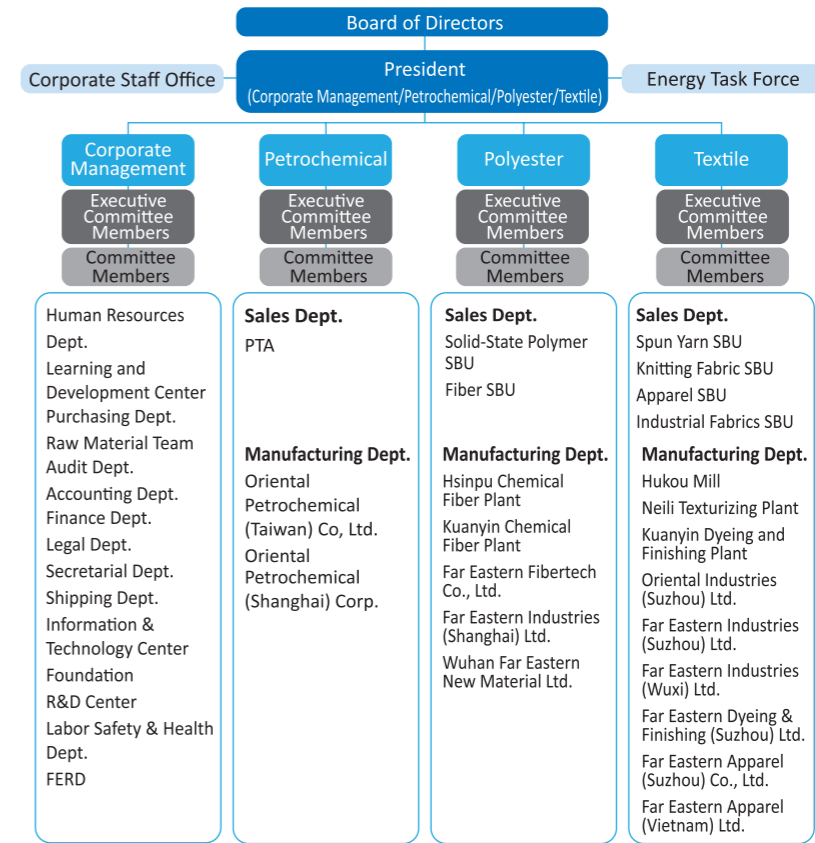 Board of Directors
Corporate Staff Office
President
(Corporate Management/Petrochemical/Polyester/Textile)
Energy Task Force
Corporate
Management
Executive
Committee
Members
Committee
Members
Human Resources
Dept.
Learning and
Development Center
Purchasing Dept.
Raw Material Team
Audit Dept.
Accounting Dept.
Finance Dept.
Legal Dept.
Secretarial Dept.
Shipping Dept.
Information &
Technology Center
Foundation
R&D Center
Labor Safety & Health
Dept.
FERD
Petrochemical
Executive
Committee
Members
Committee
Members
Sales Dept.
PTA
Manufacturing Dept.
Oriental
Petrochemical
(Taiwan) Co, Ltd.
Oriental
Petrochemical
(Shanghai) Corp.
Polyester
Executive
Committee
Members
Committee
Members
Sales Dept.
Solid-State Polymer
SBU
Fiber SBU
Manufacturing Dept.
Hsinpu Chemical
Fiber Plant
Kuanyin Chemical
Fiber Plant
Far Eastern Fibertech
Co., Ltd.
Far Eastern Industries
(Shanghai) Ltd.
Wuhan Far Eastern
New Material Ltd.
Textile
Executive
Committee
Members
Committee
Members
Sales Dept.
Spun Yarn SBU
Knitting Fabric SBU
Apparel SBU
Industrial Fabrics SBU
Manufacturing Dept.
Hukou Mill
Neili Texturizing Plant
Kuanyin Dyeing and
Finishing Plant
Oriental Industries
(Suzhou) Ltd.
Far Eastern Industries
(Suzhou) Ltd.
Far Eastern Industries
(Wuxi) Ltd.
Far Eastern Dyeing &
Finishing (Suzhou) Ltd.
Far Eastern Apparel
(Suzhou) Co., Ltd.
Far Eastern Apparel
(Vietnam) Ltd.